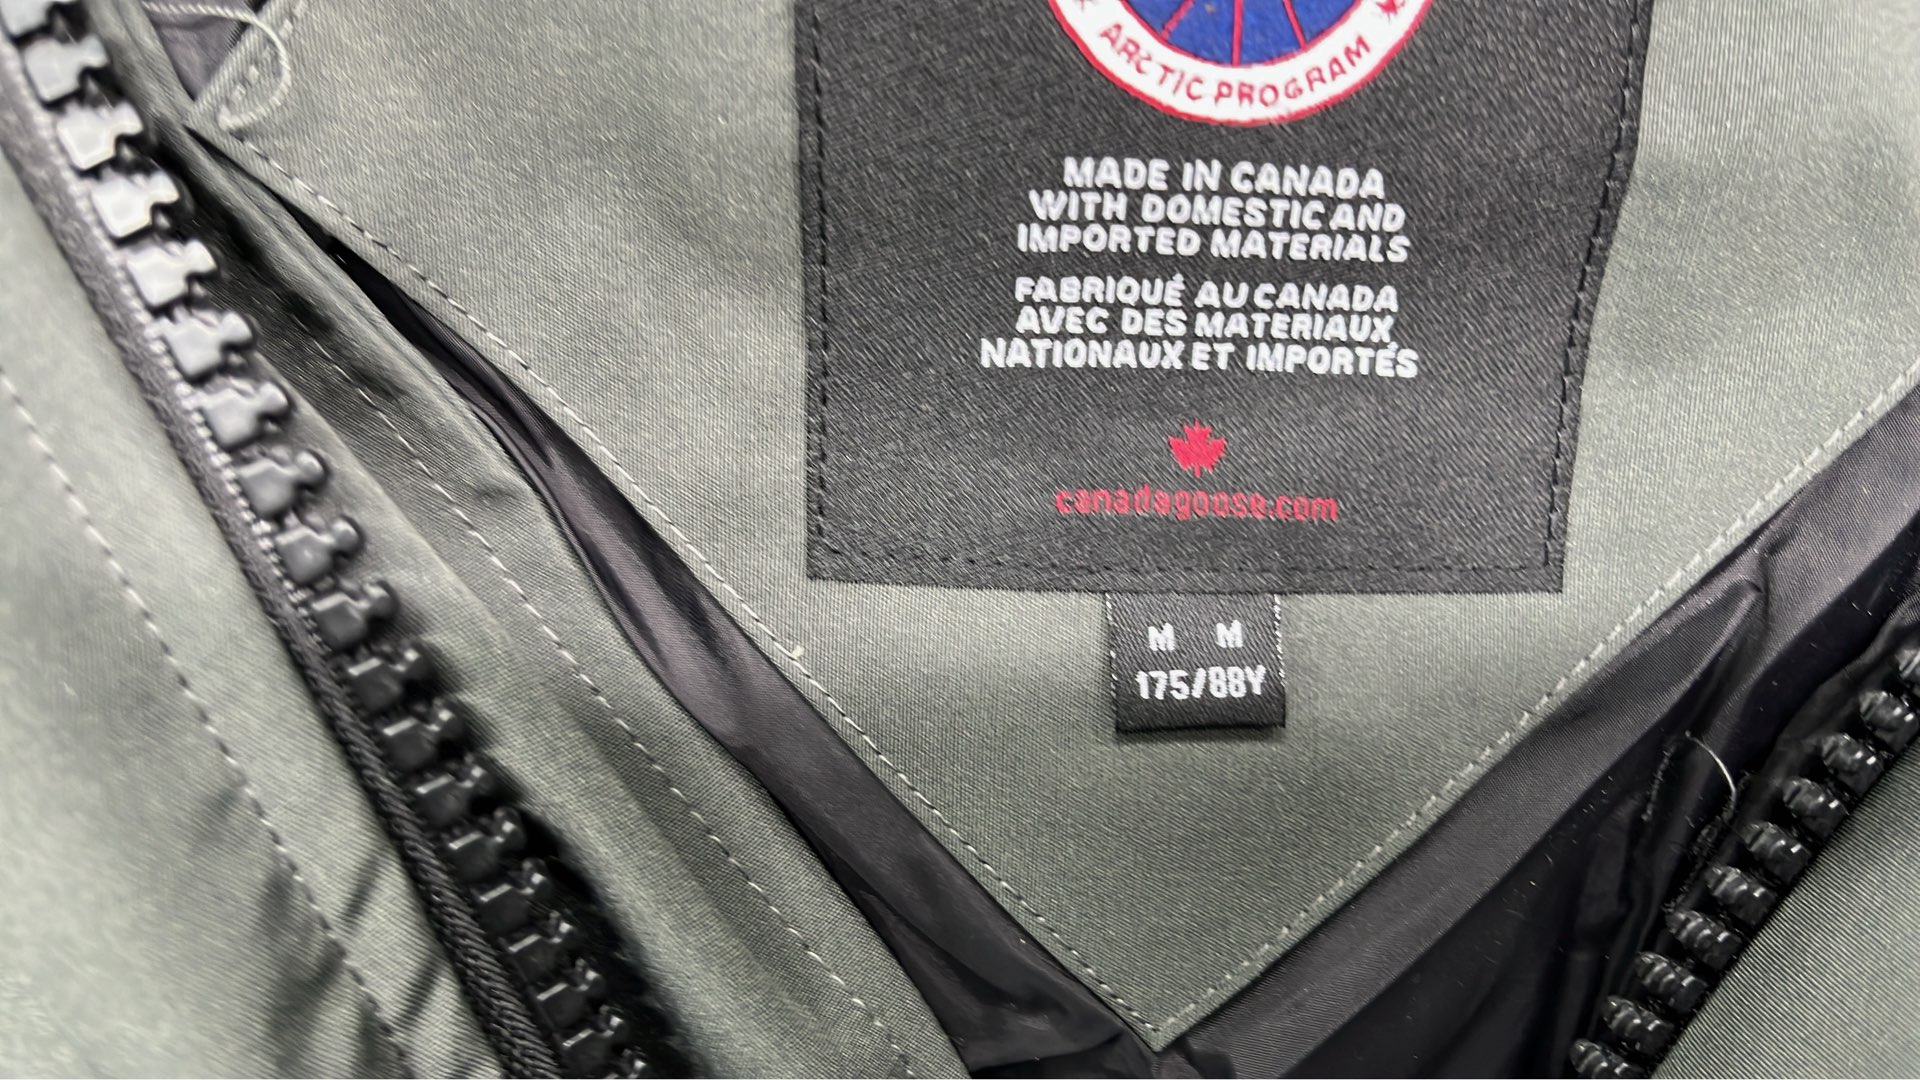 ARCTIC PROGRAM
MADE IN CANADA
WITH DOMESTIC AND
IMPORTED MATERIALS
FABRIQUÉ AU CANADA
AVEC DES MATERIAUX
NATIONAUX ET IMPORTÉS
canadagoose.com
M M
175/88Y